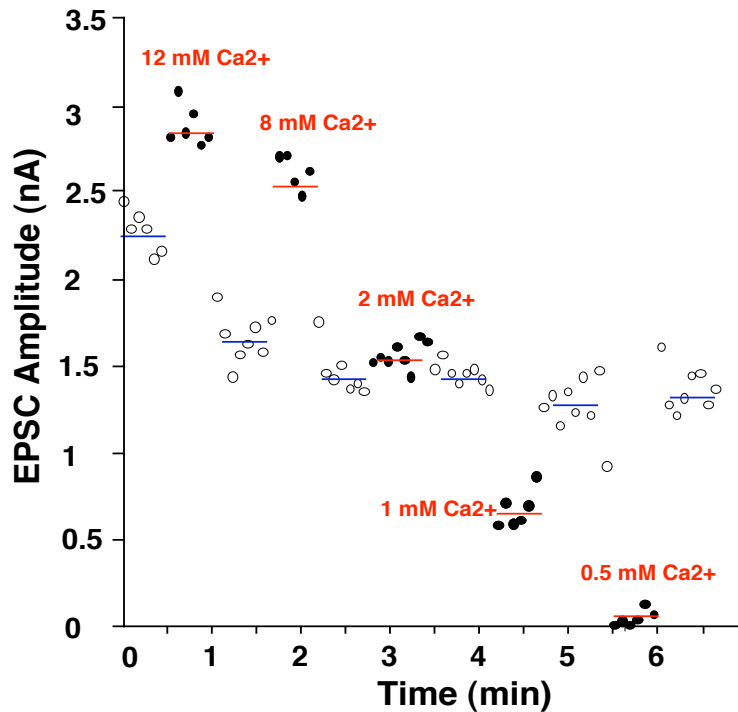 3.5
12 mM Ca2+
3
8 mM Ca2+
2.5
2
2 mM Ca2+
1.5
1
1 mM Ca2+
0.5
0.5 mM Ca2+
0
EPSC Amplitude (nA)
0 1 2 3 4 5 6
Time (min)